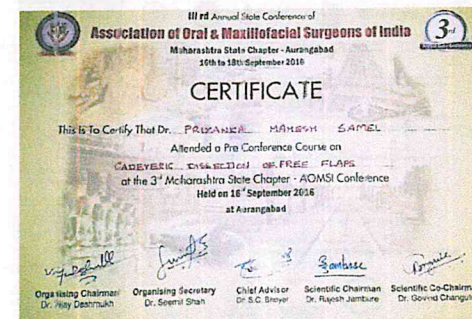 III rd Annual State Conference of
Association of Oral & Maxillofacial Surgeons of India
3rd
Maharashtra State Chapter - Aurangabad
16th to 18th September 2016
CERTIFICATE
This Is To Certify That Dr. PRIYANKA MAHESH SAMEL
Attended a Pre Conference Course on
CADEVERIC DISSECTION OF FREE FLAPS
at the 3rd Maharashtra State Chapter - AOMSI Conference
Held on 16th September 2016
at Aurangabad
Organising Chairman Organising Secretary Chief Advisor Scientific Chairman Scientific Co-Chairm
Dr. Vijay Deshmukh Dr. Seemit Shah Dr. S.C. Bhoyar Dr. Rajesh Jambure Dr. Govind Changul